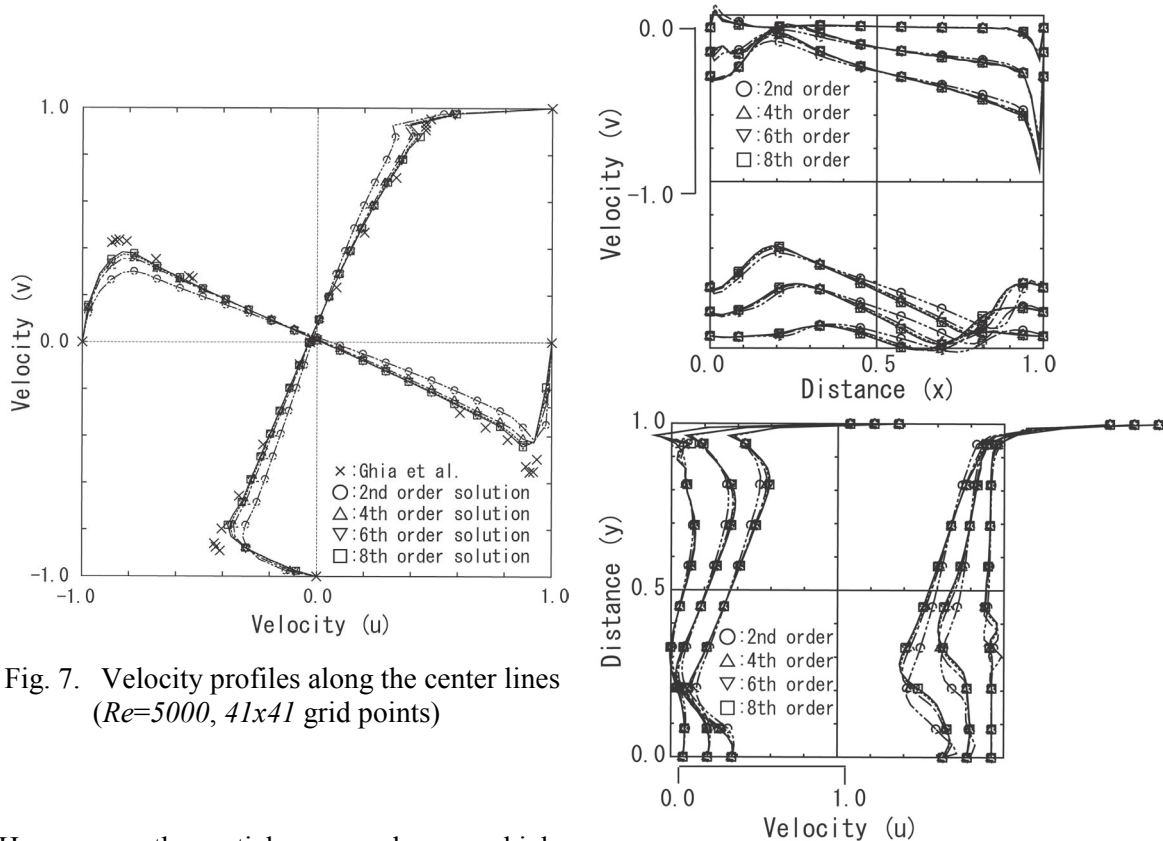 1.0
0.0
-1.0
Velocity (v)
×:Ghia et al.
○:2nd order solution
△:4th order solution
▽:6th order solution
□:8th order solution
-1.0 0.0 1.0
Velocity (u)
Fig. 7. Velocity profiles along the center lines
(Re=5000, 41x41 grid points)
0.0
-1.0
Velocity (v)
○:2nd order
△:4th order
▽:6th order
□:8th order
0.0 0.5 1.0
Distance (x)
1.0
0.5
0.0
Distance (y)
○:2nd order
△:4th order
▽:6th order
□:8th order
0.0 1.0
Velocity (u)